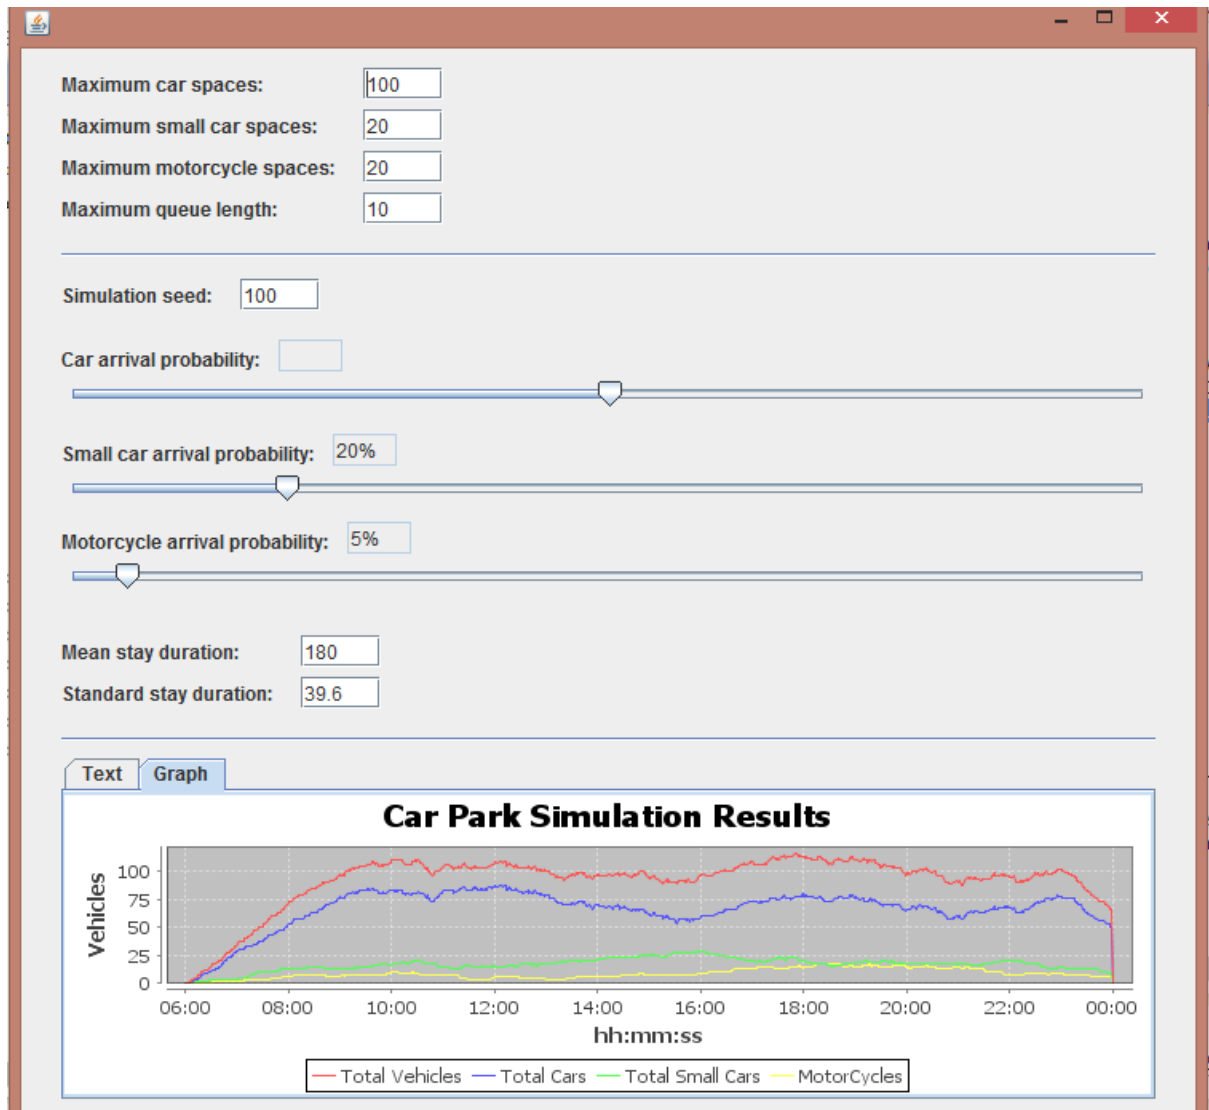 Maximum car spaces: 100
Maximum small car spaces: 20
Maximum motorcycle spaces: 20
Maximum queue length: 10
Simulation seed: 100
Car arrival probability:
Small car arrival probability: 20%
Motorcycle arrival probability: 5%
Mean stay duration: 180
Standard stay duration: 39.6
Text Graph
Car Park Simulation Results
Vehicles
100
75
50
25
0
06:00 08:00 10:00 12:00 14:00 16:00 18:00 20:00 22:00 00:00
hh:mm:ss
Total Vehicles Total Cars Total Small Cars MotorCycles